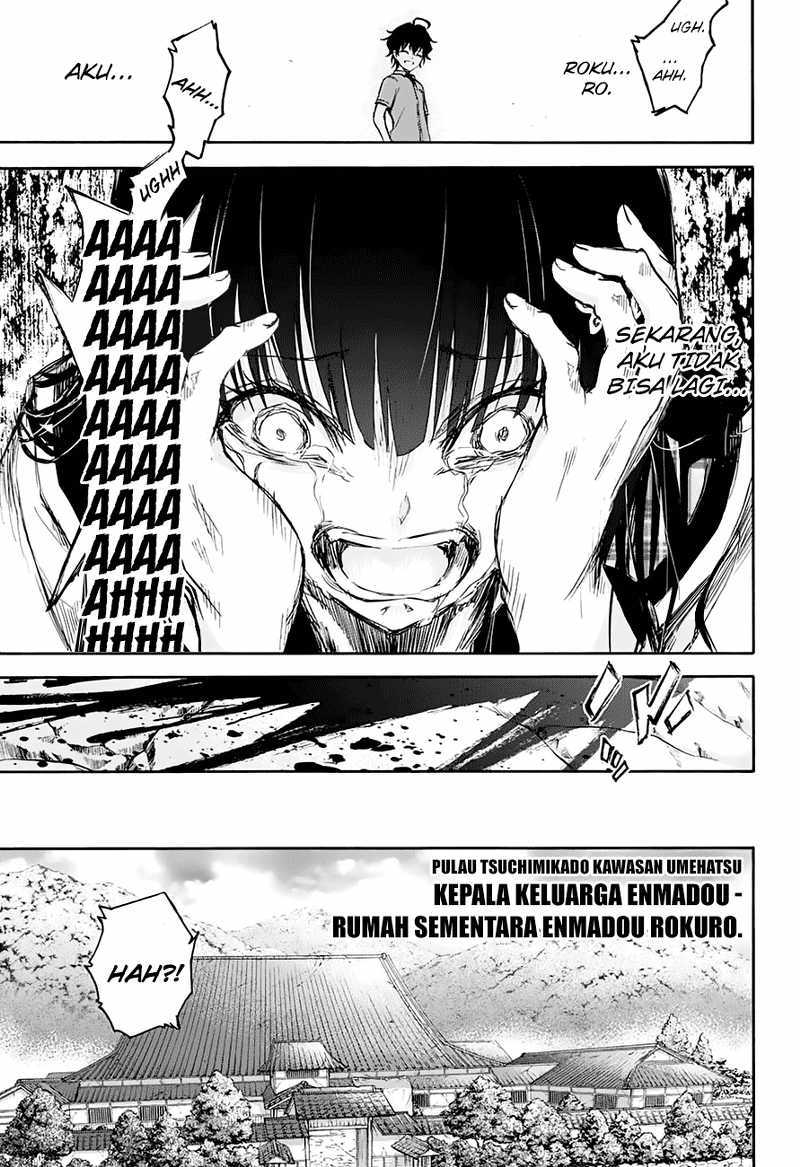 UGH.
...
AHH.
ROKU...
RO.
AHH...
AKU...
UGHH
SEKARANG,
AKU TIDAK
BISA LAGI...
AAAA
AAAA
AAAA
AAAA
AAAA
AAAA
AAAA
AAAA
AHHH
HHHH
PULAU TSUCHIMIKADO KAWASAN UMEHATSU
KEPALA KELUARGA ENMADOU -
RUMAH SEMENTARA ENMADOU ROKURO.
HAH?!